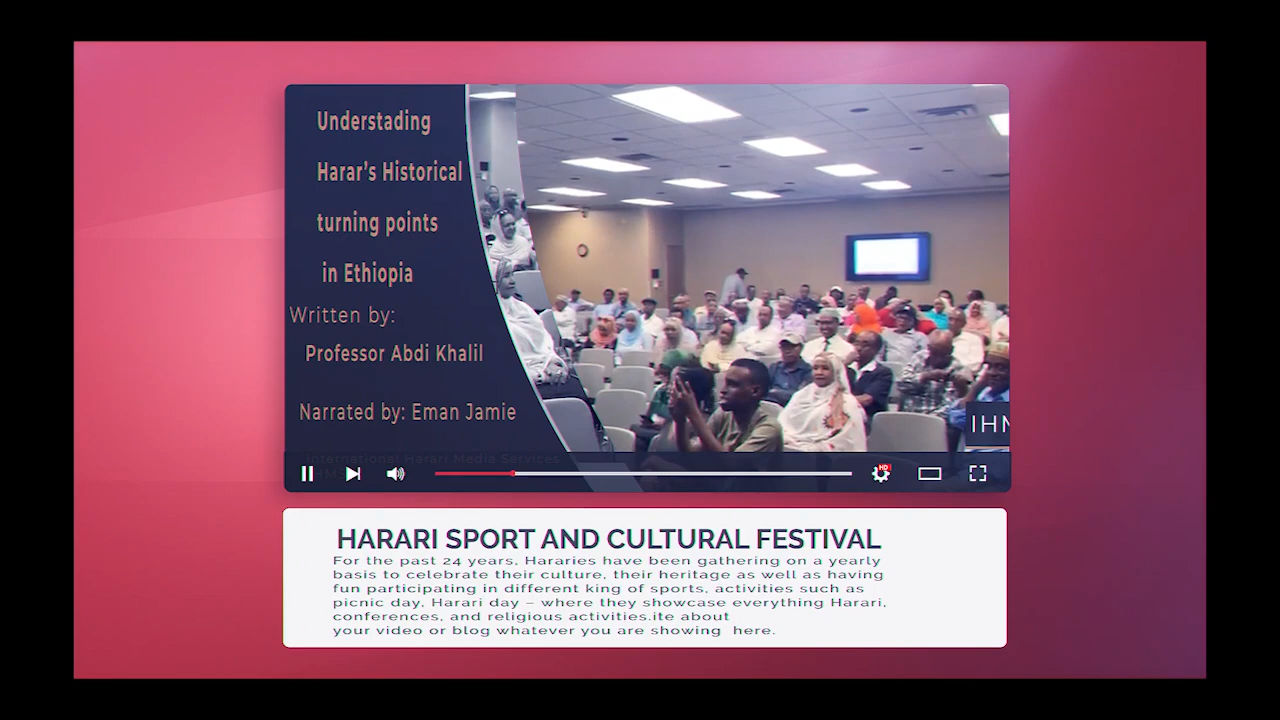 Understading
Harar's Historical
turning points
in Ethiopia
Written by:
Professor Abdi Khalil
Narrated by: Eman Jamie
International Harari Media Services
IHM
HD
HARARI SPORT AND CULTURAL FESTIVAL
For the past 24 years, Hararies have been gathering on a yearly
basis to celebrate their culture, their heritage as well as having
fun participating in different king of sports, activities such as
picnic day, Harari day – where they showcase everything Harari,
conferences, and religious activities.ite about
your video or blog whatever you are showing here.